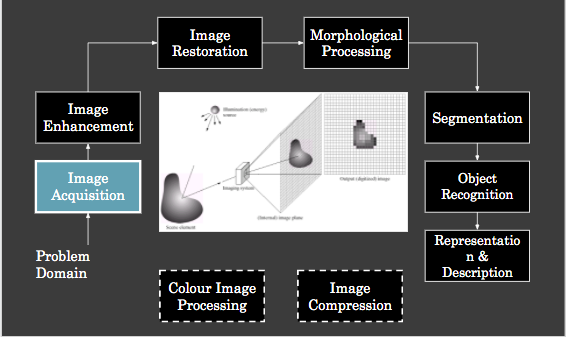 Image
Restoration
Morphological
Processing
Image
Enhancement
Segmentation
Image
Acquisition
Object
Recognition
Problem
Domain
Representatio
n &
Description
Colour Image
Processing
Image
Compression
Illumination (energy)
source
Imaging system
(Internal) image plane
Output (digitized) image
Scene element